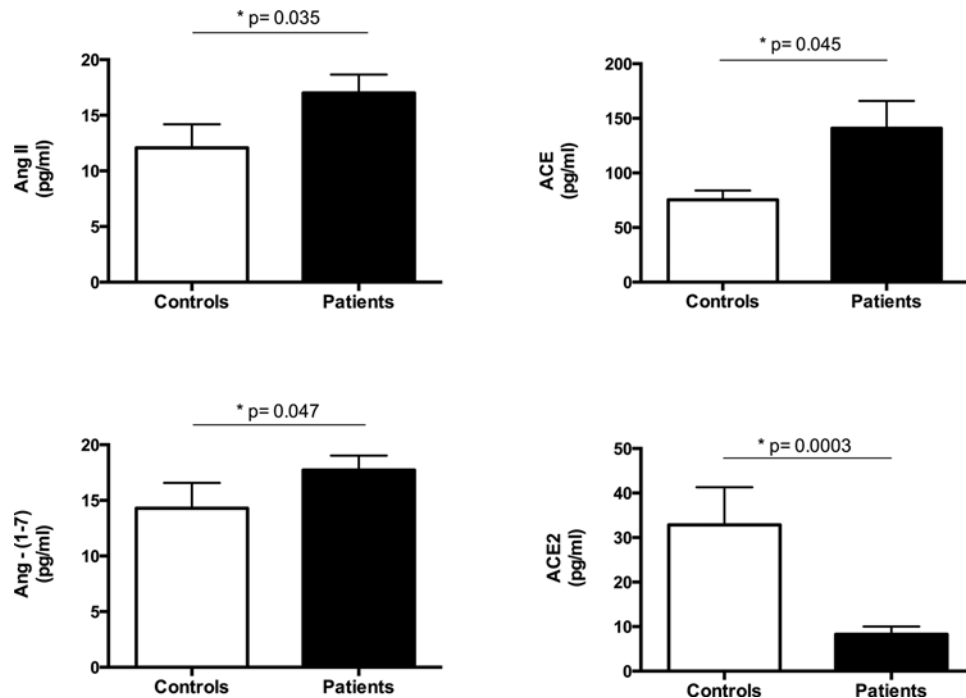 * p= 0.035
20
15
10
5
0
Ang II
(pg/ml)
Controls Patients
* p= 0.045
200
150
100
50
0
ACE
(pg/ml)
Controls Patients
* p= 0.047
20
15
10
5
0
Ang - (1-7)
(pg/ml)
Controls Patients
* p= 0.0003
50
40
30
20
10
0
ACE2
(pg/ml)
Controls Patients